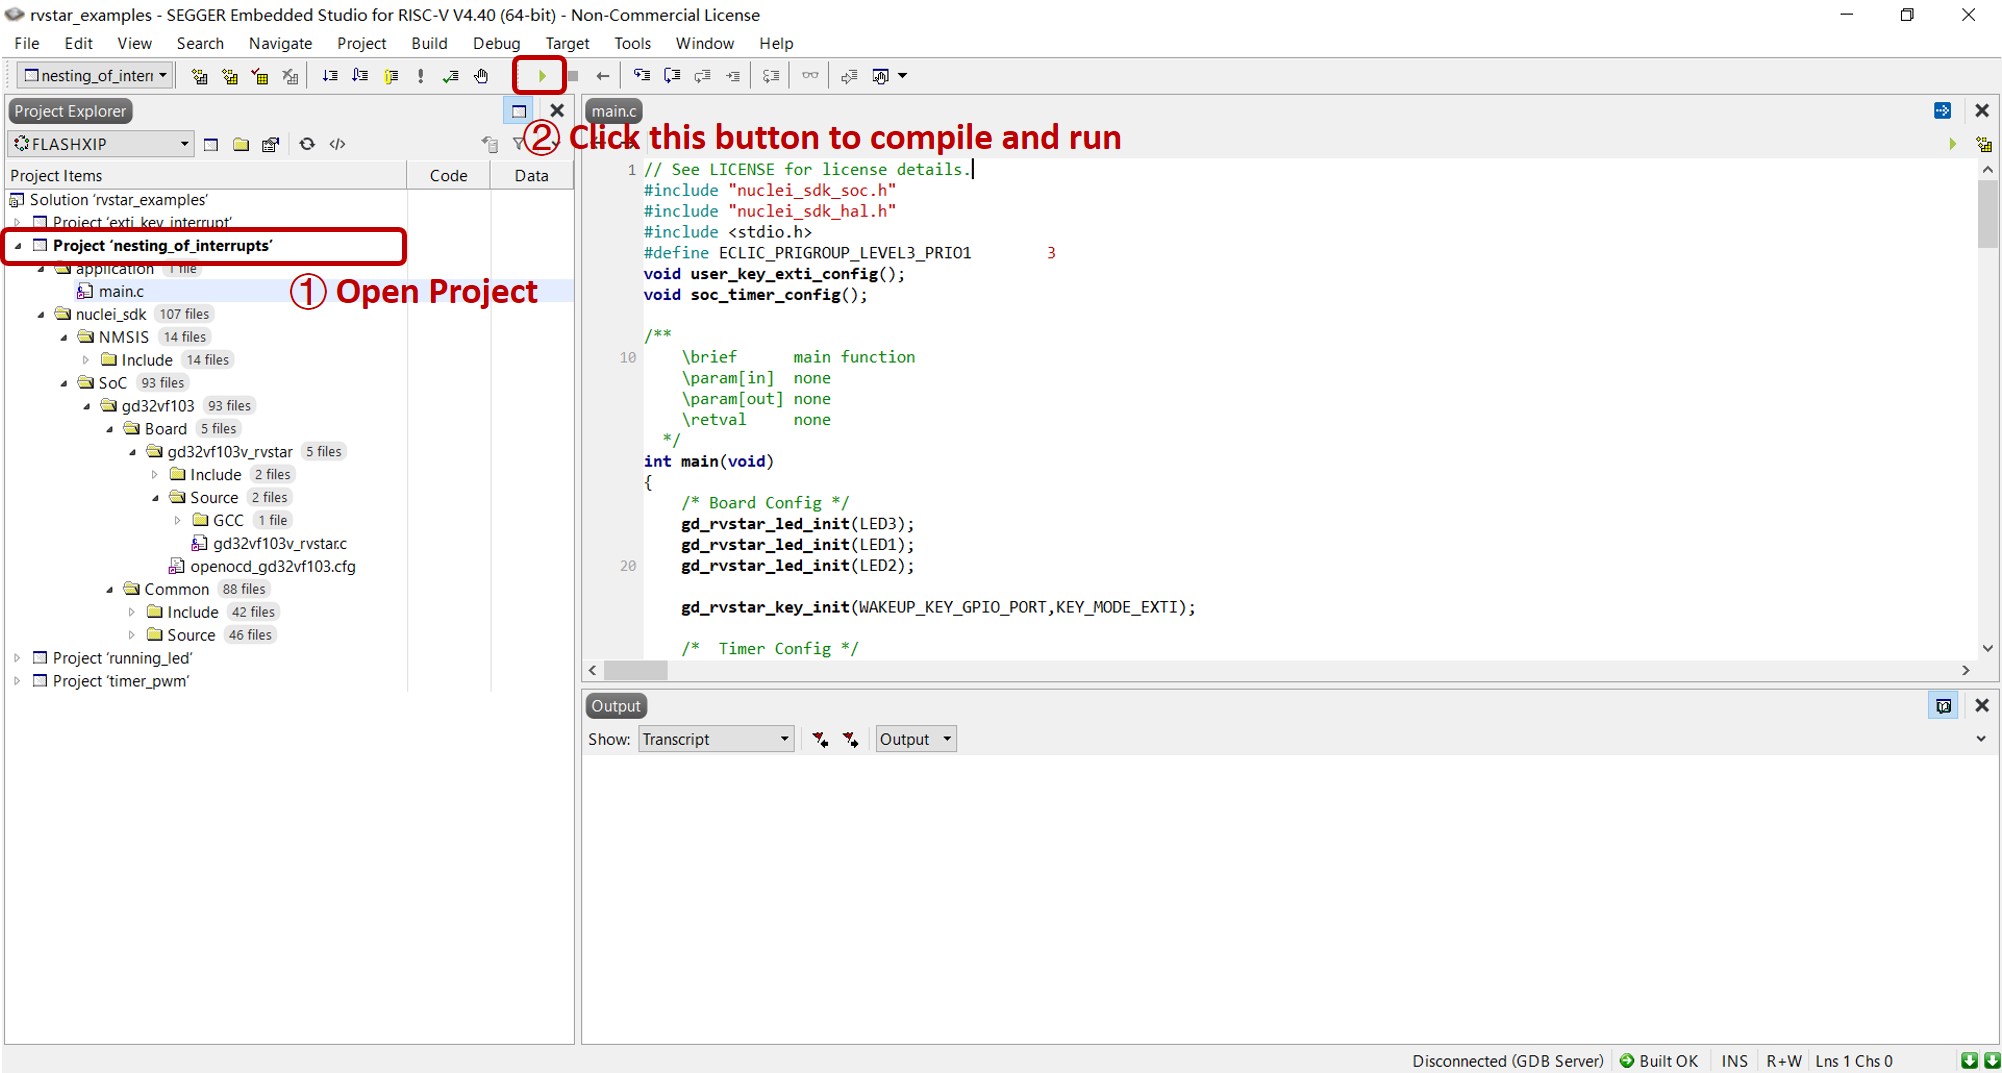 rvstar_examples - SEGGER Embedded Studio for RISC-V V4.40 (64-bit) - Non-Commercial License
File Edit View Search Navigate Project Build Debug Target Tools Window Help
nesting_of_interr
Project Explorer
FLASHXIP
Project Items Code Data
Solution 'rvstar_examples'
Project 'exti_key_interrupt'
Project 'nesting_of_interrupts'
application 1 file
main.c
① Open Project
nuclei_sdk 107 files
NMSIS 14 files
Include 14 files
SoC 93 files
gd32vf103 93 files
Board 5 files
gd32vf103v_rvstar 5 files
Include 2 files
Source 2 files
GCC 1 file
gd32vf103v_rvstar.c
openocd_gd32vf103.cfg
Common 88 files
Include 42 files
Source 46 files
Project 'running_led'
Project 'timer_pwm'
main.c
② Click this button to compile and run
1 // See LICENSE for license details.
#include "nuclei_sdk_soc.h"
#include "nuclei_sdk_hal.h"
#include <stdio.h>
#define ECLIC_PRIGROUP_LEVEL3_PRIO1 3
void user_key_exti_config();
void soc_timer_config();
/**
10 \brief main function
\param[in] none
\param[out] none
\retval none
*/
int main(void)
{
/* Board Config */
gd_rvstar_led_init(LED3);
gd_rvstar_led_init(LED1);
20 gd_rvstar_led_init(LED2);
gd_rvstar_key_init(WAKEUP_KEY_GPIO_PORT,KEY_MODE_EXTI);
/* Timer Config */
Output
Show: Transcript Output
Disconnected (GDB Server) Built OK INS R+W Lns 1 Chs 0